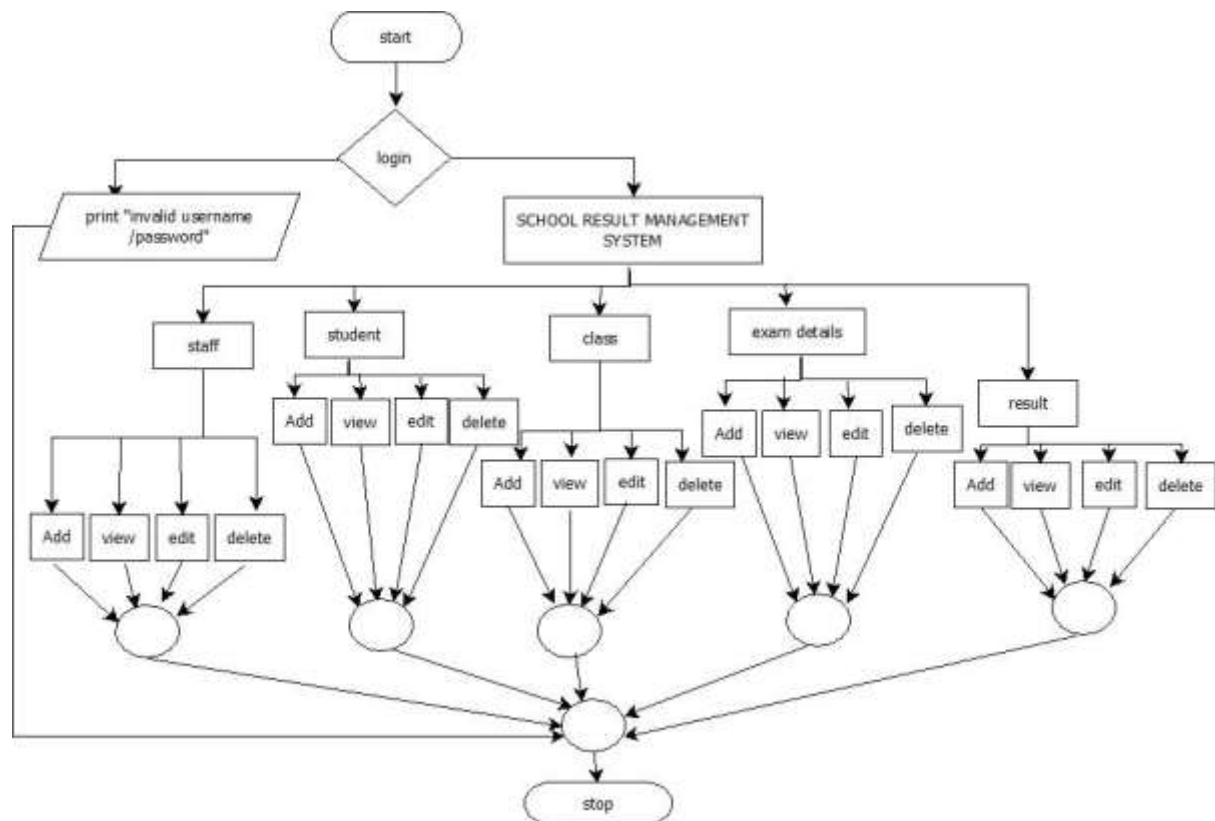 start
login
print "invalid username
/password"
SCHOOL RESULT MANAGEMENT
SYSTEM
staff
student
class
exam details
result
Add
view
edit
delete
Add
view
edit
delete
Add
view
edit
delete
Add
view
edit
delete
Add
view
edit
delete
stop